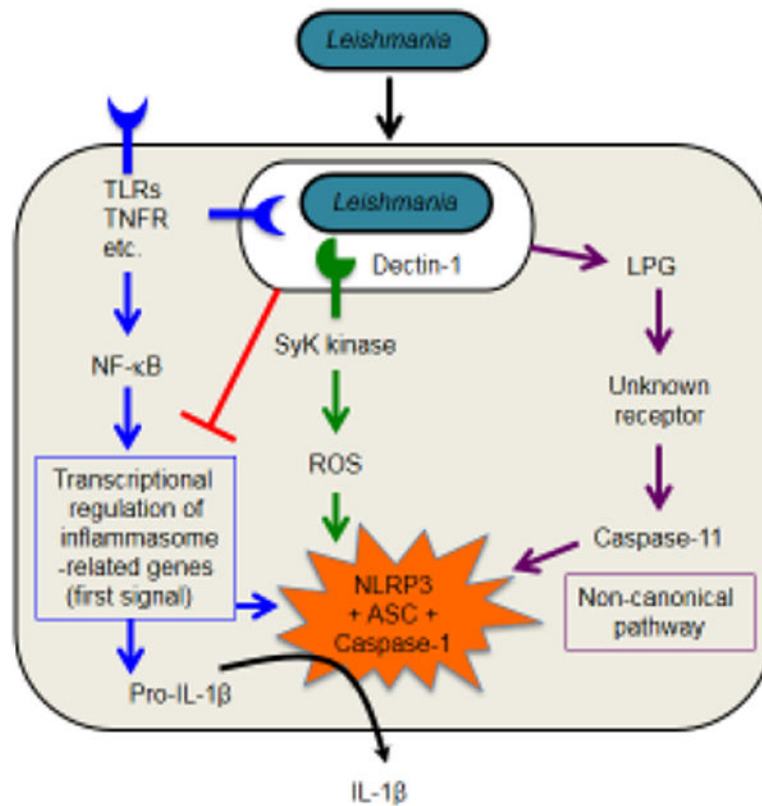 Leishmania
TLRs
TNFR
etc.
Leishmania
Dectin-1
LPG
NF-κB
SyK kinase
Unknown
receptor
ROS
Transcriptional
regulation of
inflammasome
-related genes
(first signal)
Caspase-11
NLRP3
+ ASC +
Caspase-1
Non-canonical
pathway
Pro-IL-1β
IL-1β